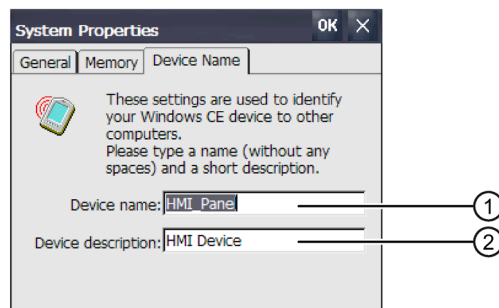 System Properties OK
General Memory Device Name
These settings are used to identify
your Windows CE device to other
computers.
Please type a name (without any
spaces) and a short description.
Device name: HMI_Panel 1
Device description: HMI Device 2